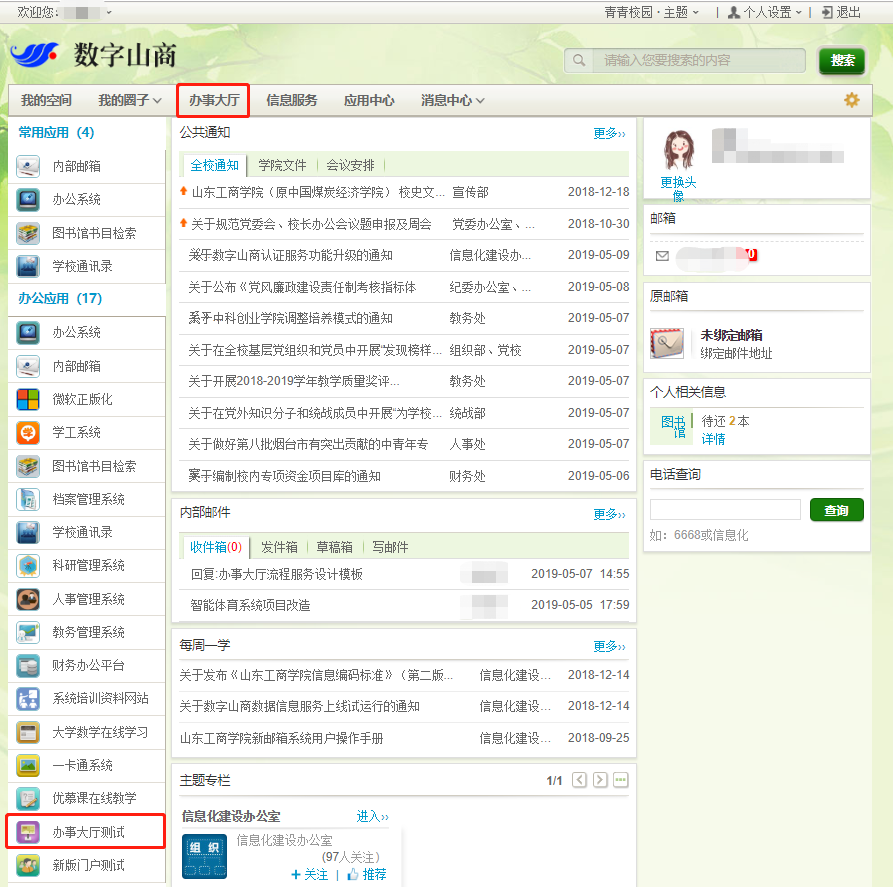 欢迎您:
青青校园 · 主题 | 个人设置 | 退出
数字山商
请输入您要搜索的内容 搜索
我的空间 我的圈子 办事大厅 信息服务 应用中心 消息中心
常用应用 (4)
内部邮箱
办公系统
图书馆书目检索
学校通讯录
办公应用 (17)
办公系统
内部邮箱
微软正版化
学工系统
图书馆书目检索
档案管理系统
学校通讯录
科研管理系统
人事管理系统
教务管理系统
财务办公平台
系统培训资料网站
大学数学在线学习
一卡通系统
优慕课在线教学
办事大厅测试
新版门户测试
公共通知 更多››
全校通知 学院文件 | 会议安排 |
山东工商学院（原中国煤炭经济学院） 校史文... 宣传部 2018-12-18
关于规范党委会、校长办公会议题申报及周会 党委办公室、... 2018-10-30
关于数字山商认证服务功能升级的通知 信息化建设办... 2019-05-09
关于公布《党风廉政建设责任制考核指标体 纪委办公室、... 2019-05-08
关于中科创业学院调整培养模式的通知 教务处 2019-05-07
关于在全校基层党组织和党员中开展“发现榜样... 组织部、党校 2019-05-07
关于开展2018-2019学年教学质量奖评... 教务处 2019-05-07
关于在党外知识分子和统战成员中开展“为学校... 统战部 2019-05-07
关于做好第八批烟台市有突出贡献的中青年专 人事处 2019-05-07
关于编制校内专项资金项目库的通知 财务处 2019-05-06
内部邮件 更多››
收件箱(0) 发件箱 | 草稿箱 | 写邮件
回复:办事大厅流程服务设计模板 2019-05-07 14:55
智能体育系统项目改造 2019-05-05 17:59
每周一学 更多››
关于发布《山东工商学院信息编码标准》（第二版... 信息化建设... 2018-12-14
关于数字山商数据信息服务上线试运行的通知 信息化建设... 2018-12-14
山东工商学院新邮箱系统用户操作手册 信息化建设... 2018-09-25
主题专栏 1/1
信息化建设办公室 进入››
组织
信息化建设办公室
(97人关注)
+ 关注 | 推荐
更换头
像
邮箱
0
原邮箱
未绑定邮箱
绑定邮件地址
个人相关信息
图书
馆
待还 2 本
详情
电话查询
查询
如：6668或信息化